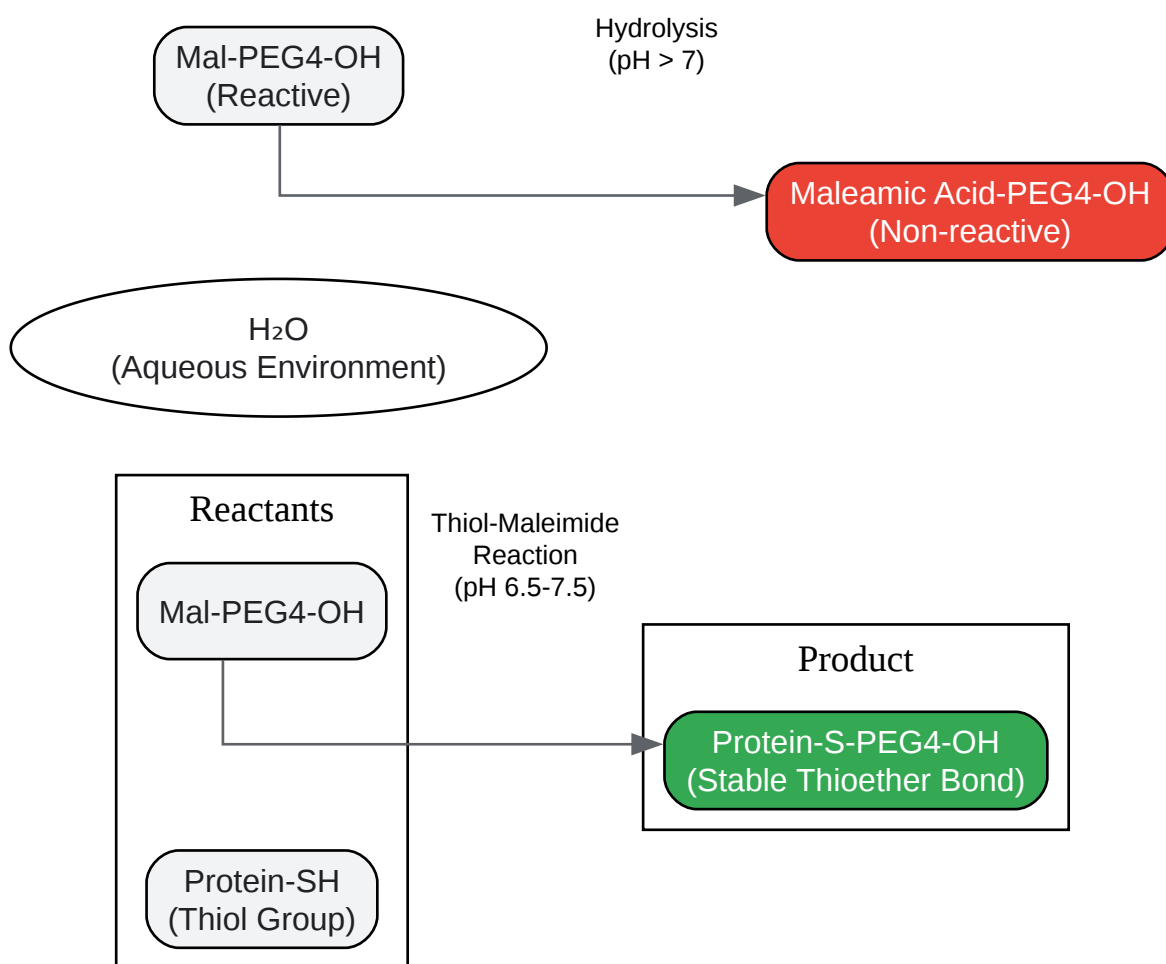 Mal-PEG4-OH
(Reactive)
Hydrolysis
(pH > 7)
Maleamic Acid-PEG4-OH
(Non-reactive)
H₂O
(Aqueous Environment)
Reactants
Mal-PEG4-OH
Thiol-Maleimide
Reaction
(pH 6.5-7.5)
Product
Protein-S-PEG4-OH
(Stable Thioether Bond)
Protein-SH
(Thiol Group)